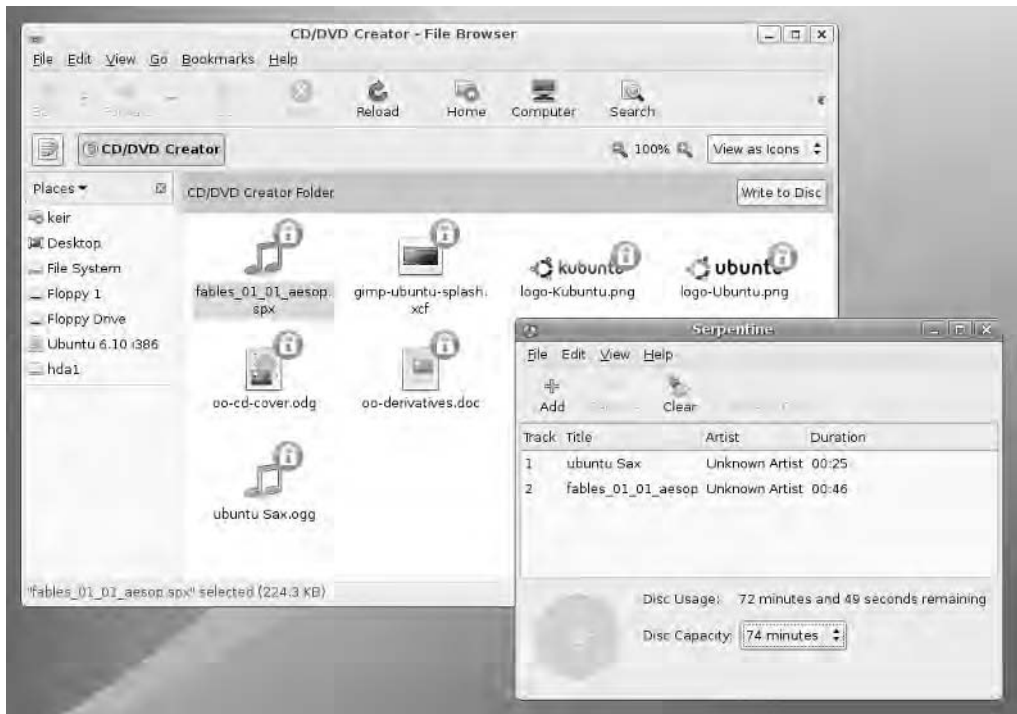 CD/DVD Creator - File Browser
File Edit View Go Bookmarks Help
Reload Home Computer Search
CD/DVD Creator
100%
View as Icons
Places
CD/DVD Creator Folder
Write to Disc
keir
Desktop
File System
Floppy 1
Floppy Drive
Ubuntu 6.10 i386
hda1
fables_01_01_aesop.
spx
gimp-ubuntu-splash.
xcf
kubuntu
logo-Kubuntu.png
ubuntu
logo-Ubuntu.png
oo-cd-cover.odg
oo-derivatives.doc
ubuntu Sax.ogg
"fables_01_01_aesop.spx" selected (224.3 KB)
Serpentine
File Edit View Help
Add Clear
Track Title Artist Duration
1 ubuntu Sax Unknown Artist 00:25
2 fables_01_01_aesop Unknown Artist 00:46
Disc Usage: 72 minutes and 49 seconds remaining
Disc Capacity: 74 minutes